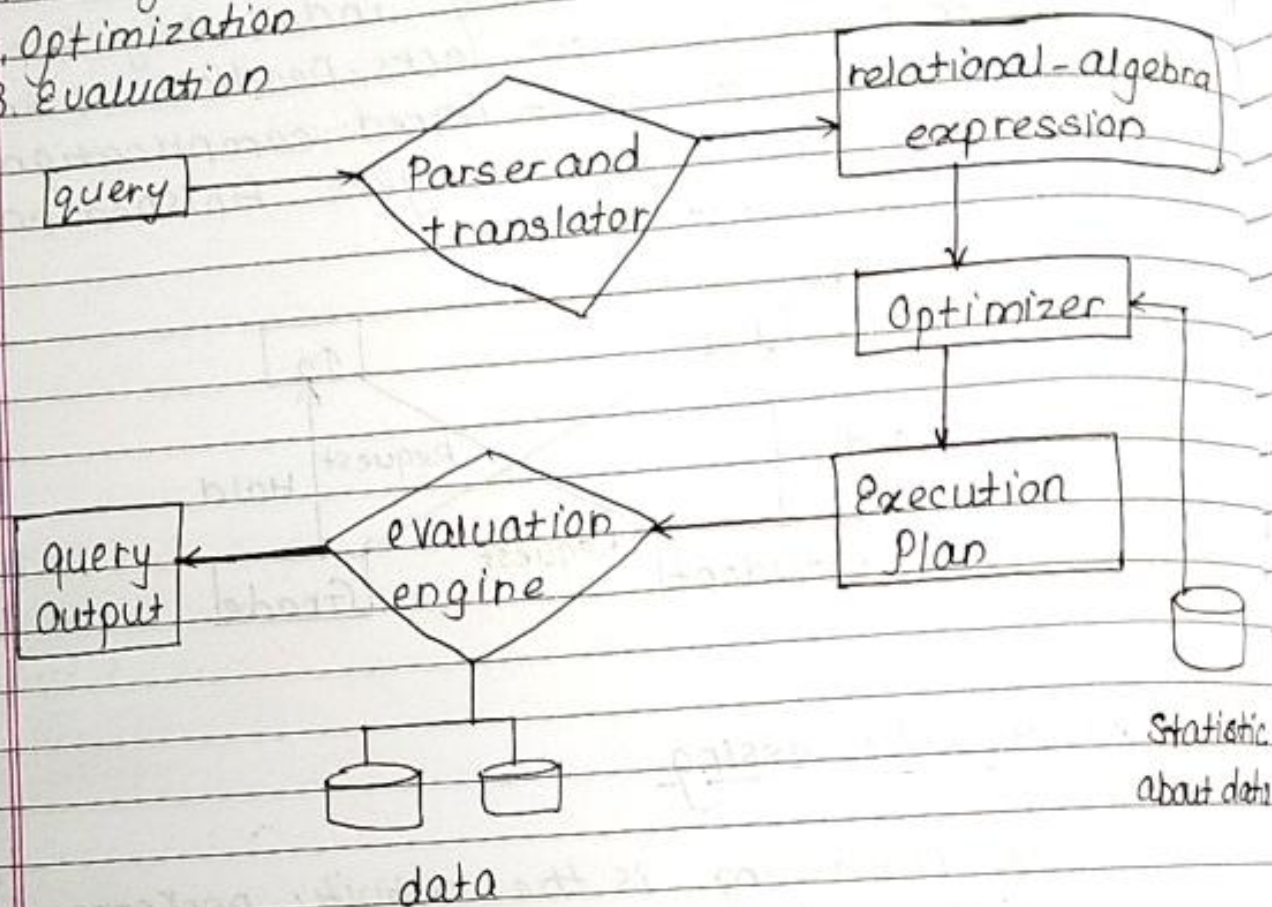 . Optimization
3. Evaluation
query
Parser and
translator
relational-algebra
expression
Optimizer
Execution
Plan
evaluation
engine
query
output
Statistic
about data
data